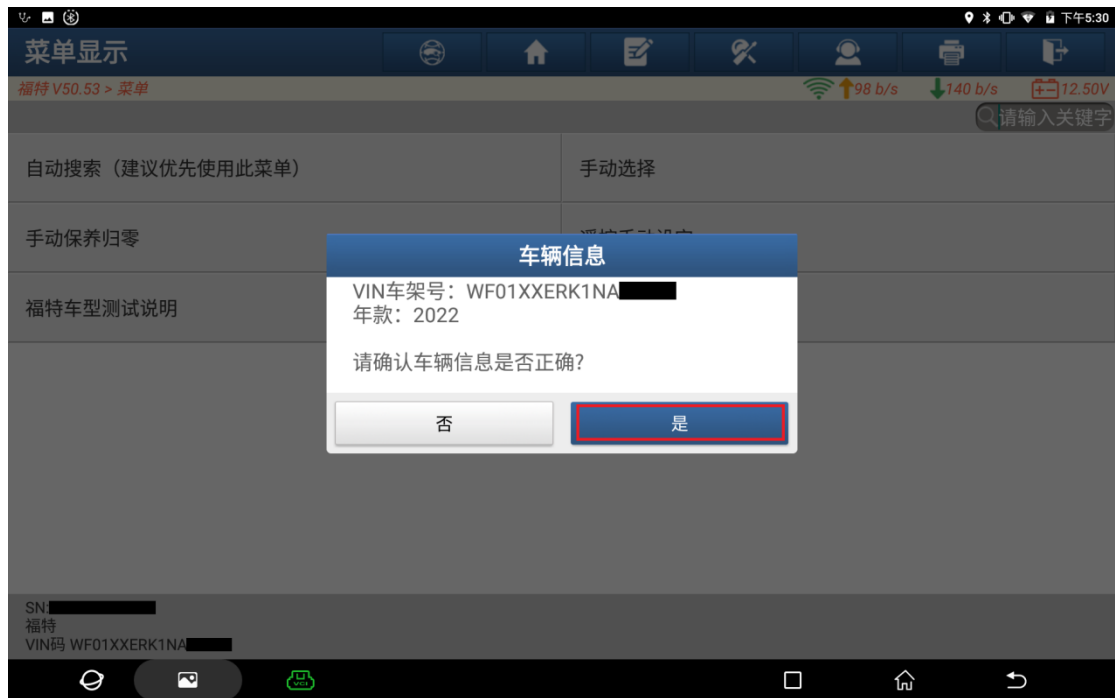 下午5:30
菜单显示
福特 V50.53 > 菜单
98 b/s
140 b/s
12.50V
请输入关键字
自动搜索（建议优先使用此菜单）
手动选择
手动保养归零
福特车型测试说明
车辆信息
VIN车架号：WF01XXERK1NA
年款：2022
请确认车辆信息是否正确?
否
是
SN:
福特
VIN码 WF01XXERK1NA
VCI